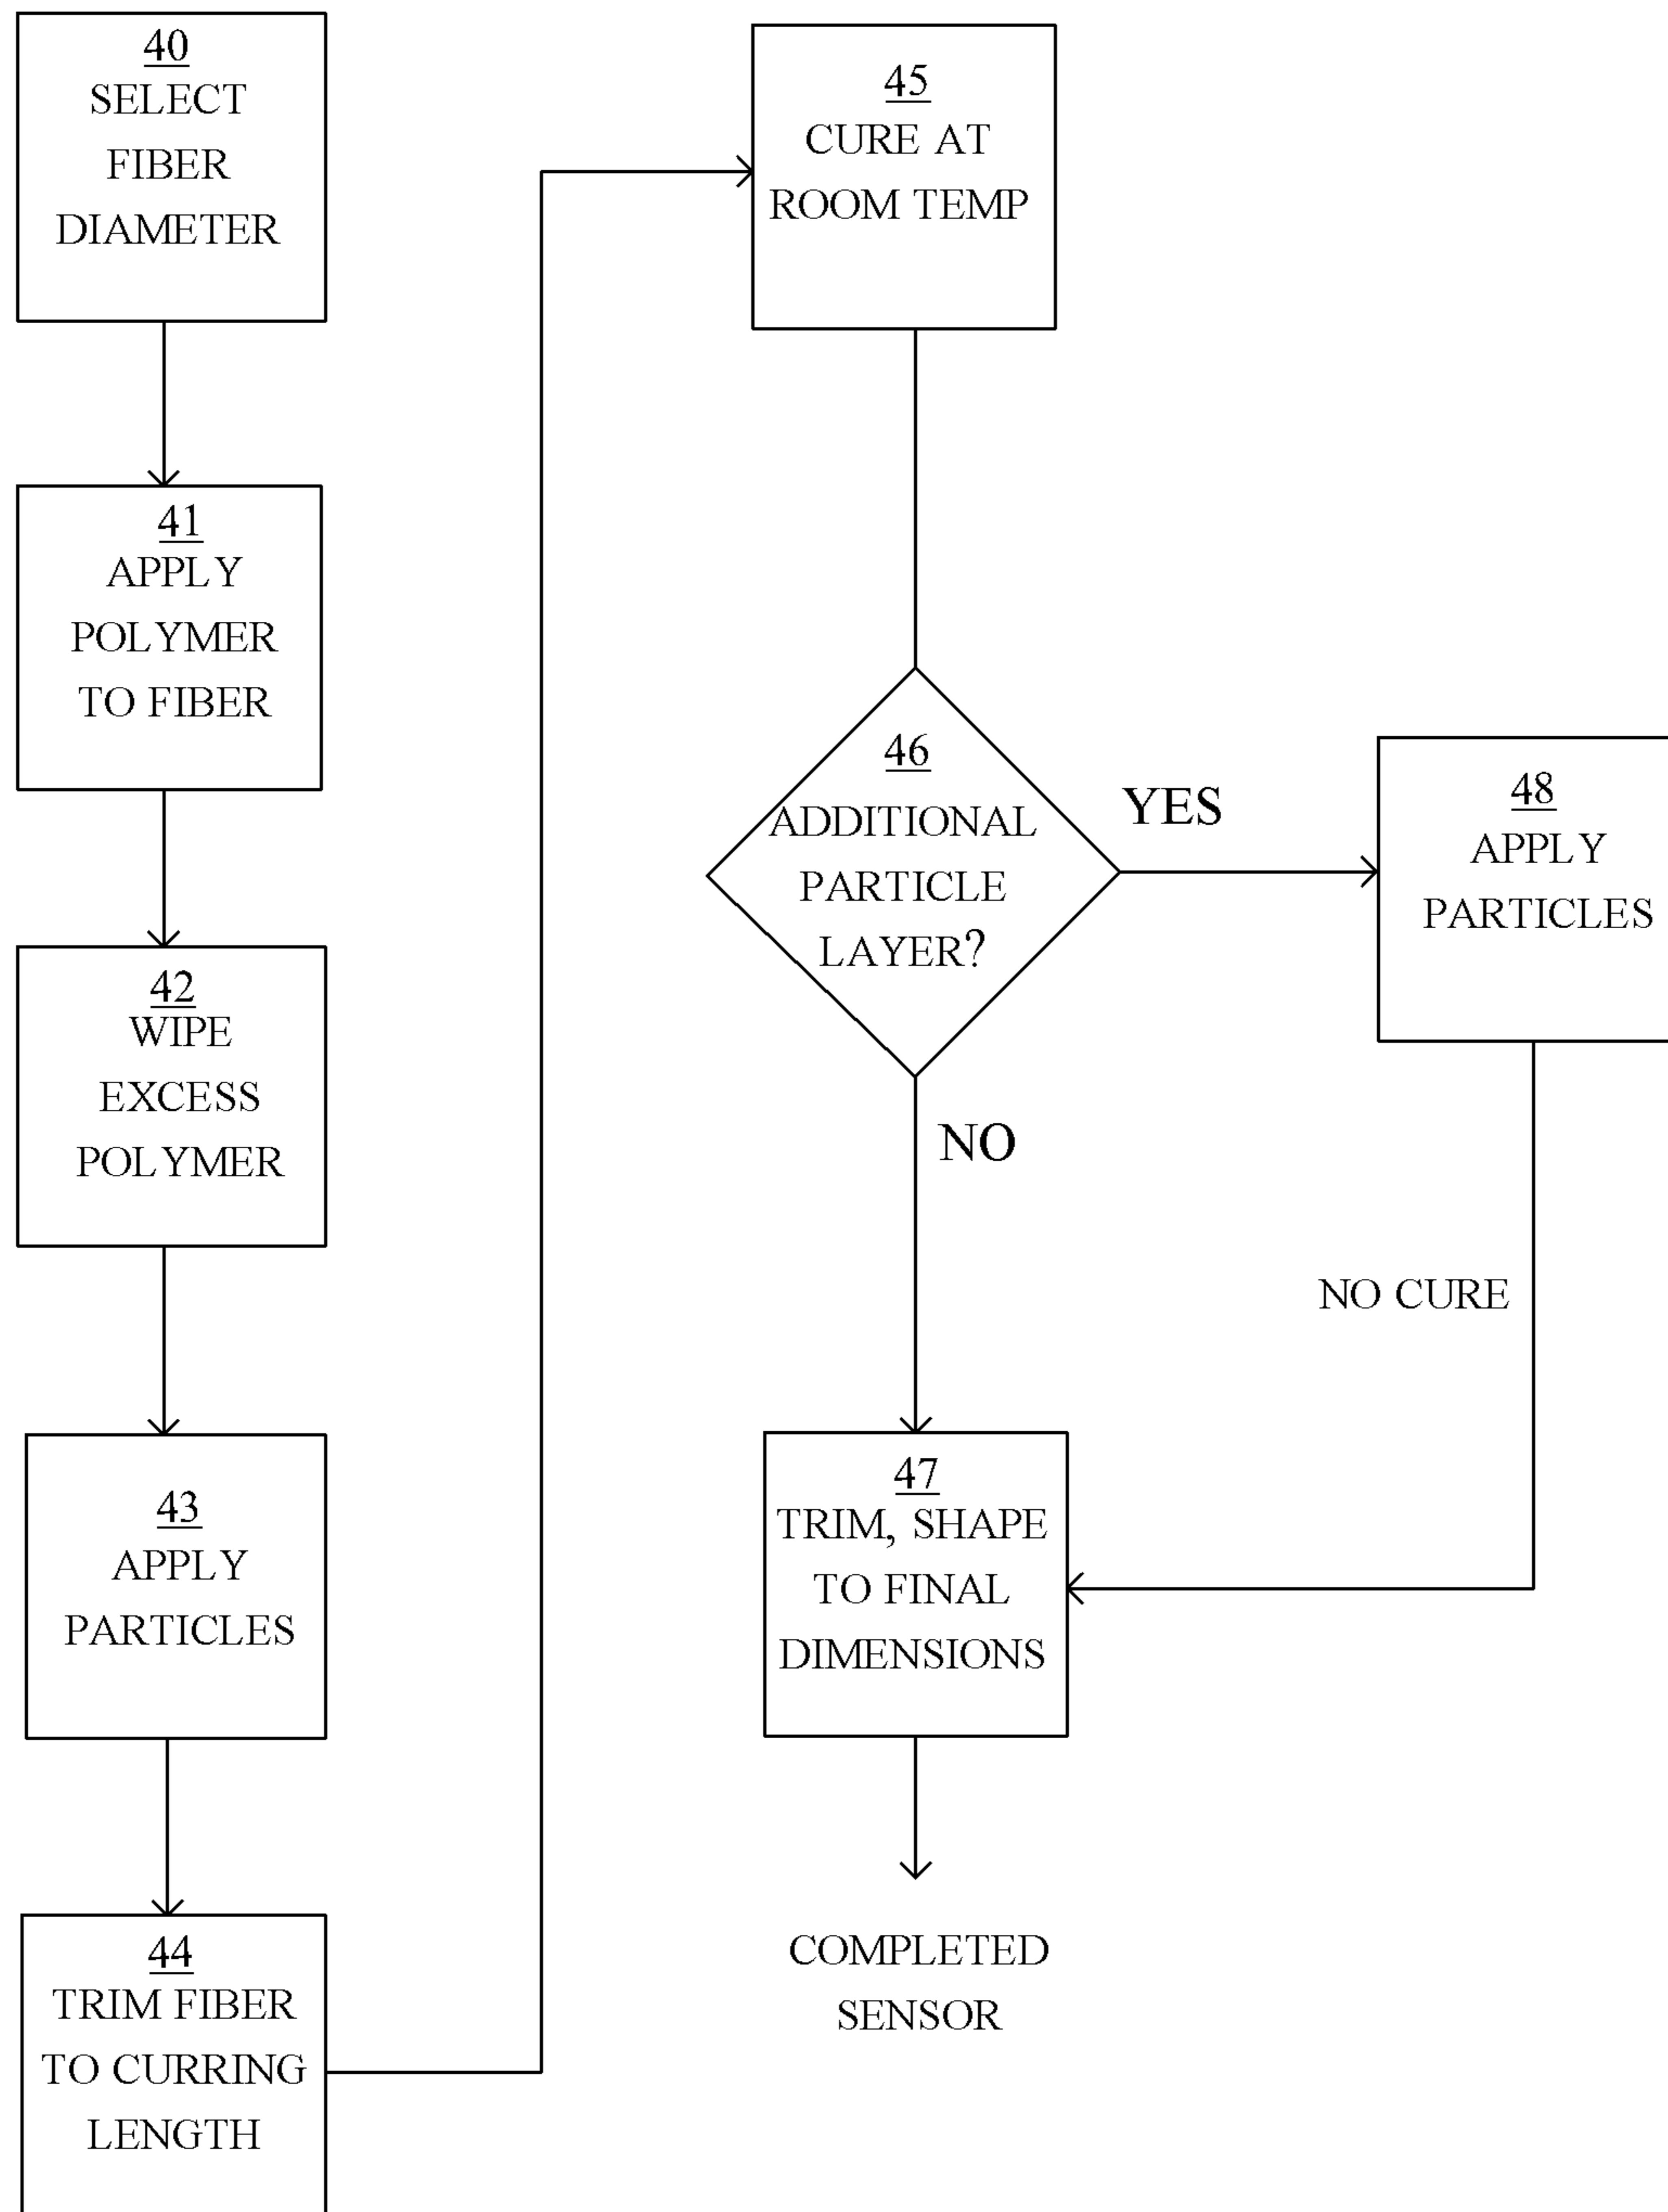 40
SELECT
FIBER
DIAMETER
41
APPLY
POLYMER
TO FIBER
42
WIPE
EXCESS
POLYMER
43
APPLY
PARTICLES
44
TRIM FIBER
TO CURRING
LENGTH
45
CURE AT
ROOM TEMP
46
ADDITIONAL
PARTICLE
LAYER?
YES
48
APPLY
PARTICLES
NO
NO CURE
47
TRIM, SHAPE
TO FINAL
DIMENSIONS
COMPLETED
SENSOR